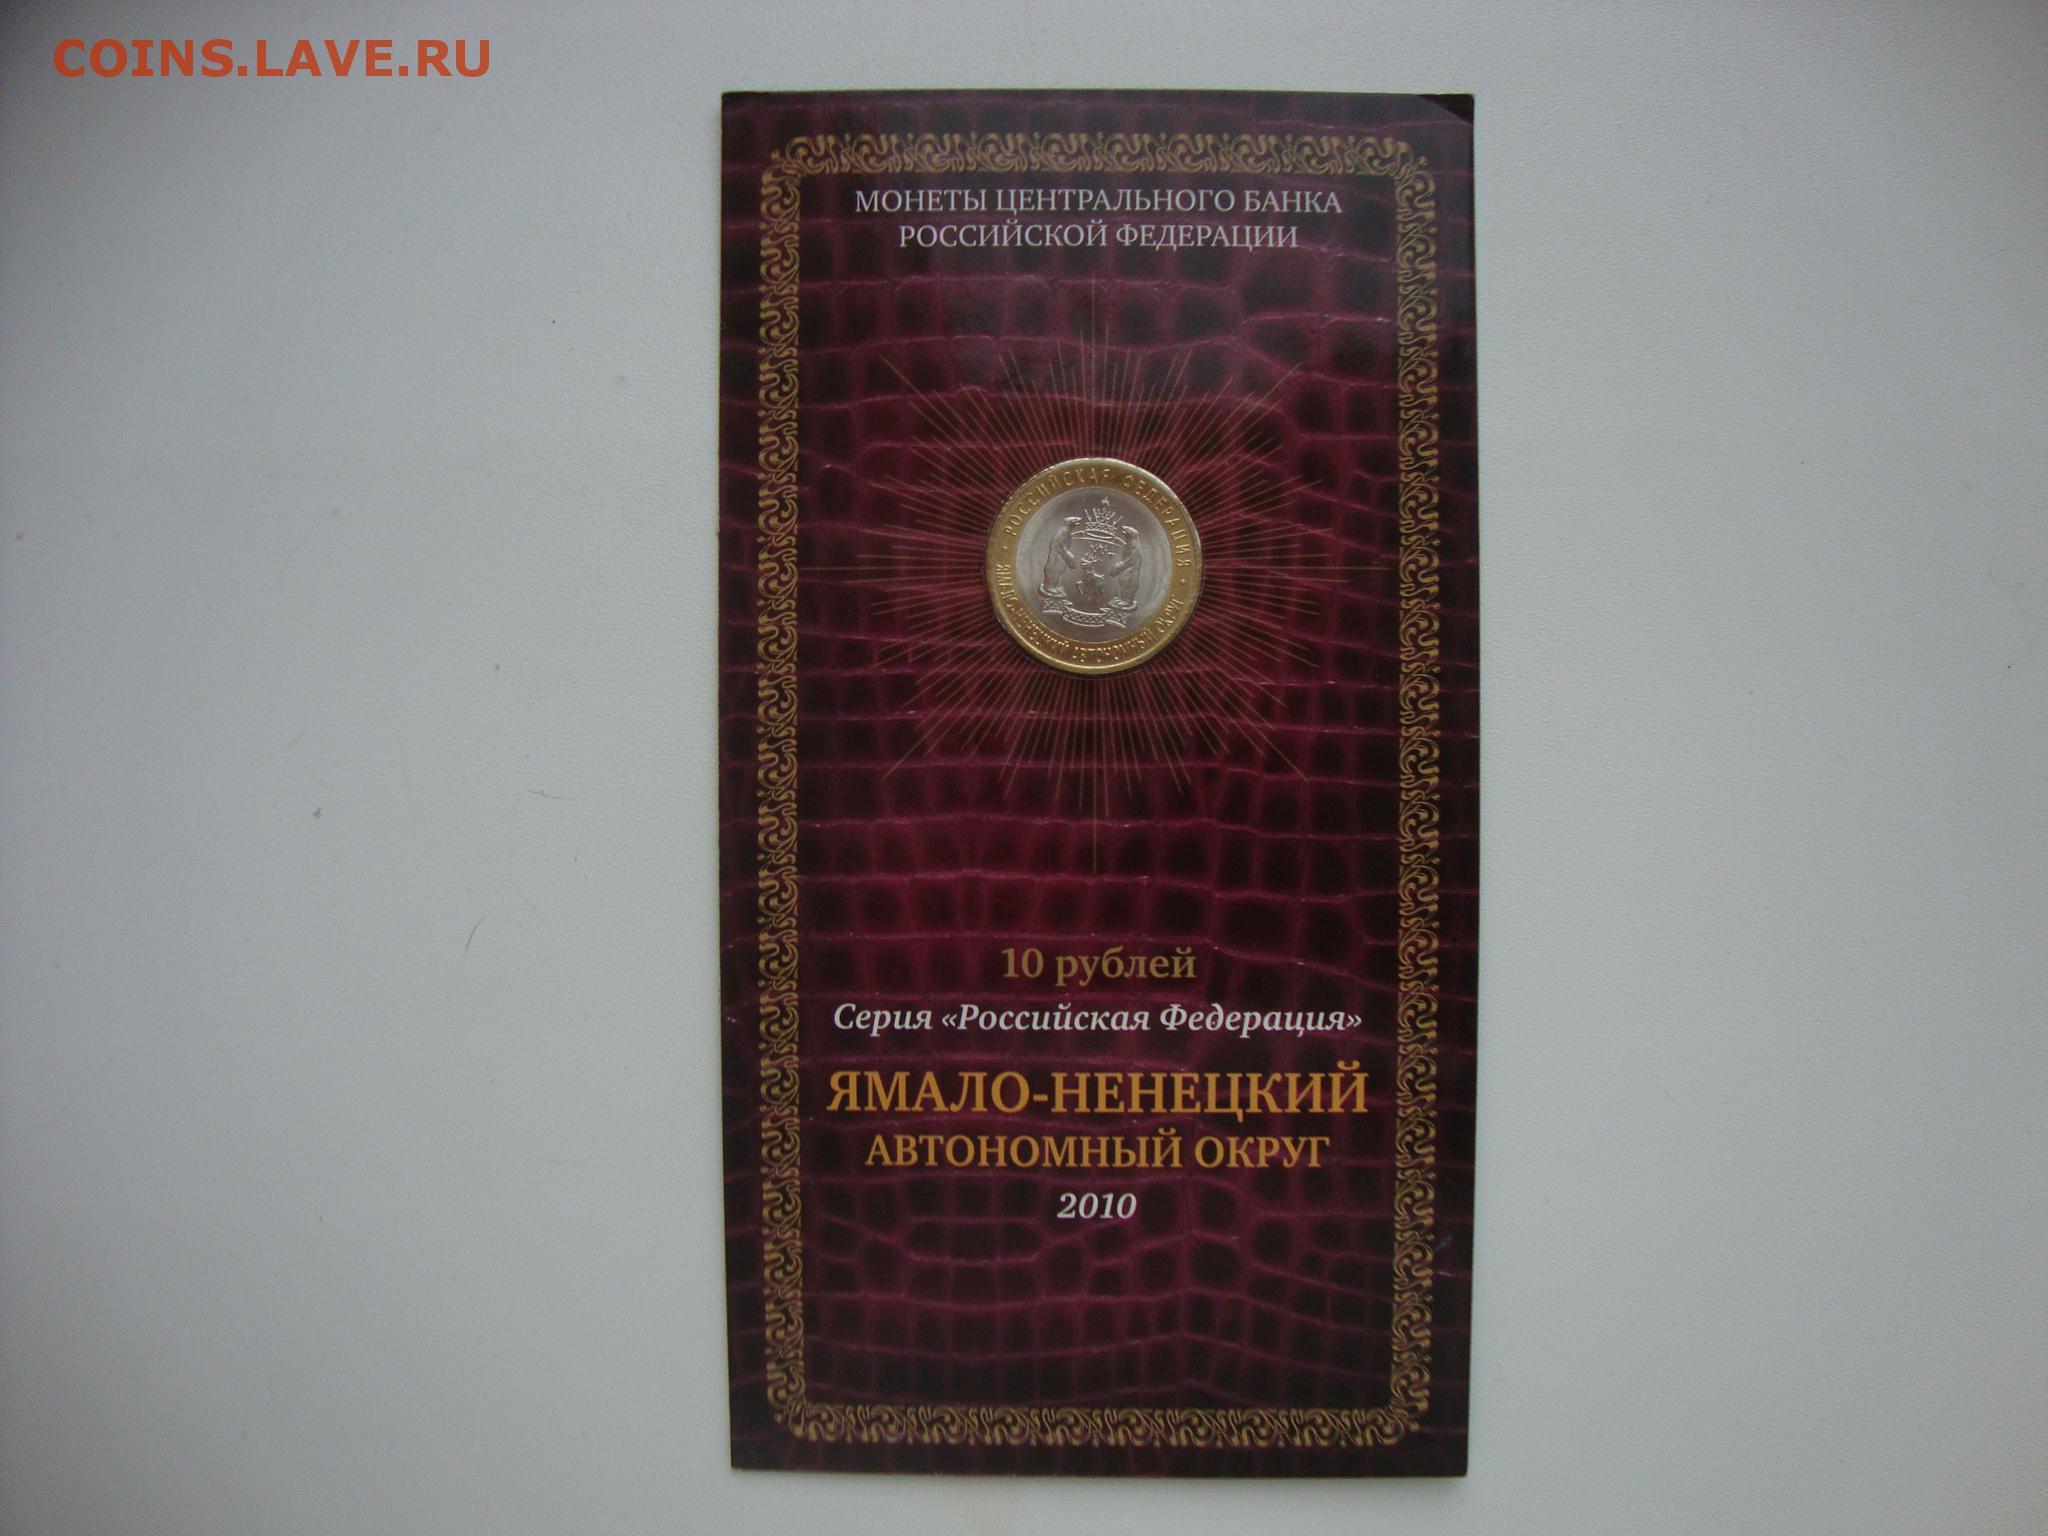 COINS.LAVE.RU
МОНЕТЫ ЦЕНТРАЛЬНОГО БАНКА
РОССИЙСКОЙ ФЕДЕРАЦИИ
РОССИЙСКАЯ ФЕДЕРАЦИЯ
ЯМАЛО-НЕНЕЦКИЙ АВТОНОМНЫЙ ОКРУГ
10 рублей
Серия «Российская Федерация»
ЯМАЛО-НЕНЕЦКИЙ
АВТОНОМНЫЙ ОКРУГ
2010